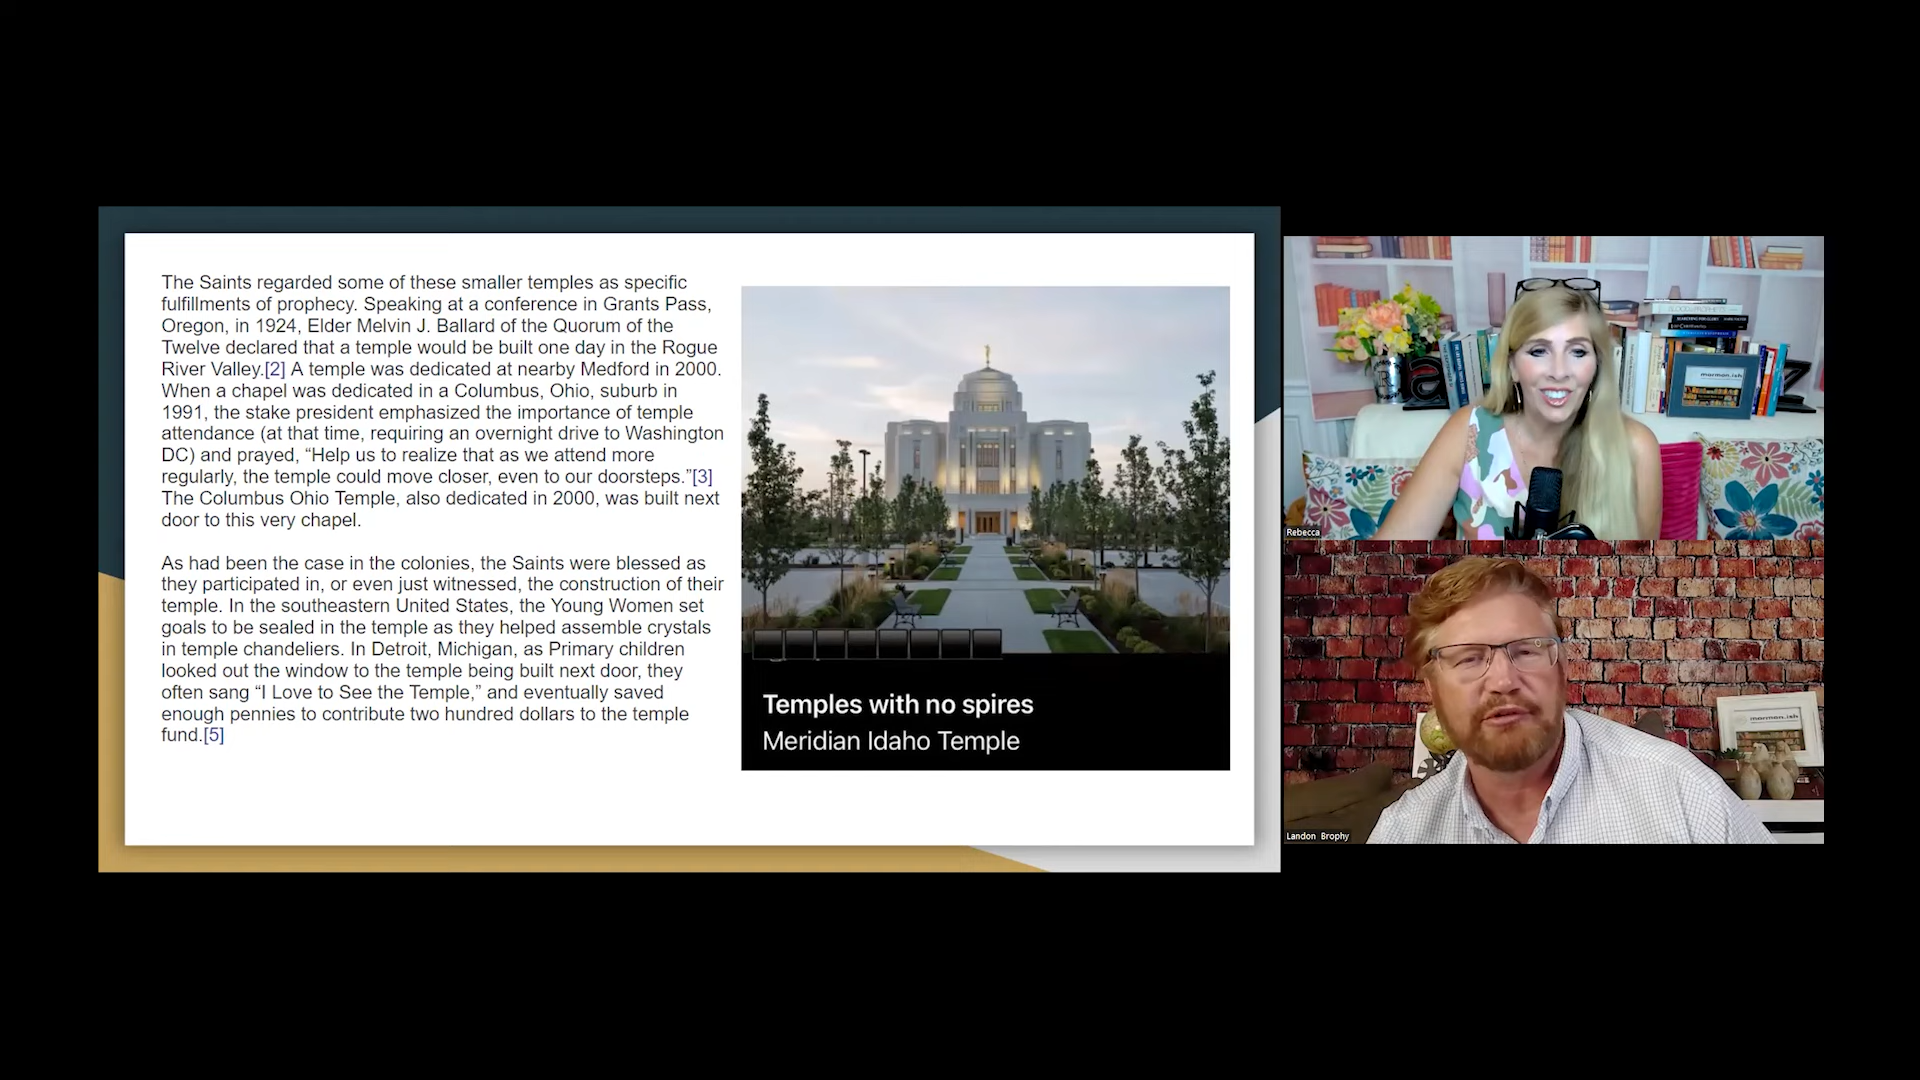 The Saints regarded some of these smaller temples as specific
fulfillments of prophecy. Speaking at a conference in Grants Pass,
Oregon, in 1924, Elder Melvin J. Ballard of the Quorum of the
Twelve declared that a temple would be built one day in the Rogue
River Valley.[2] A temple was dedicated at nearby Medford in 2000.
When a chapel was dedicated in a Columbus, Ohio, suburb in
1991, the stake president emphasized the importance of temple
attendance (at that time, requiring an overnight drive to Washington
DC) and prayed, “Help us to realize that as we attend more
regularly, the temple could move closer, even to our doorsteps.”[3]
The Columbus Ohio Temple, also dedicated in 2000, was built next
door to this very chapel.
As had been the case in the colonies, the Saints were blessed as
they participated in, or even just witnessed, the construction of their
temple. In the southeastern United States, the Young Women set
goals to be sealed in the temple as they helped assemble crystals
in temple chandeliers. In Detroit, Michigan, as Primary children
looked out the window to the temple being built next door, they
often sang “I Love to See the Temple,” and eventually saved
enough pennies to contribute two hundred dollars to the temple
fund.[5]
Temples with no spires
Meridian Idaho Temple
mormon.ish
Rebecca
mormon.ish
Landon Brophy